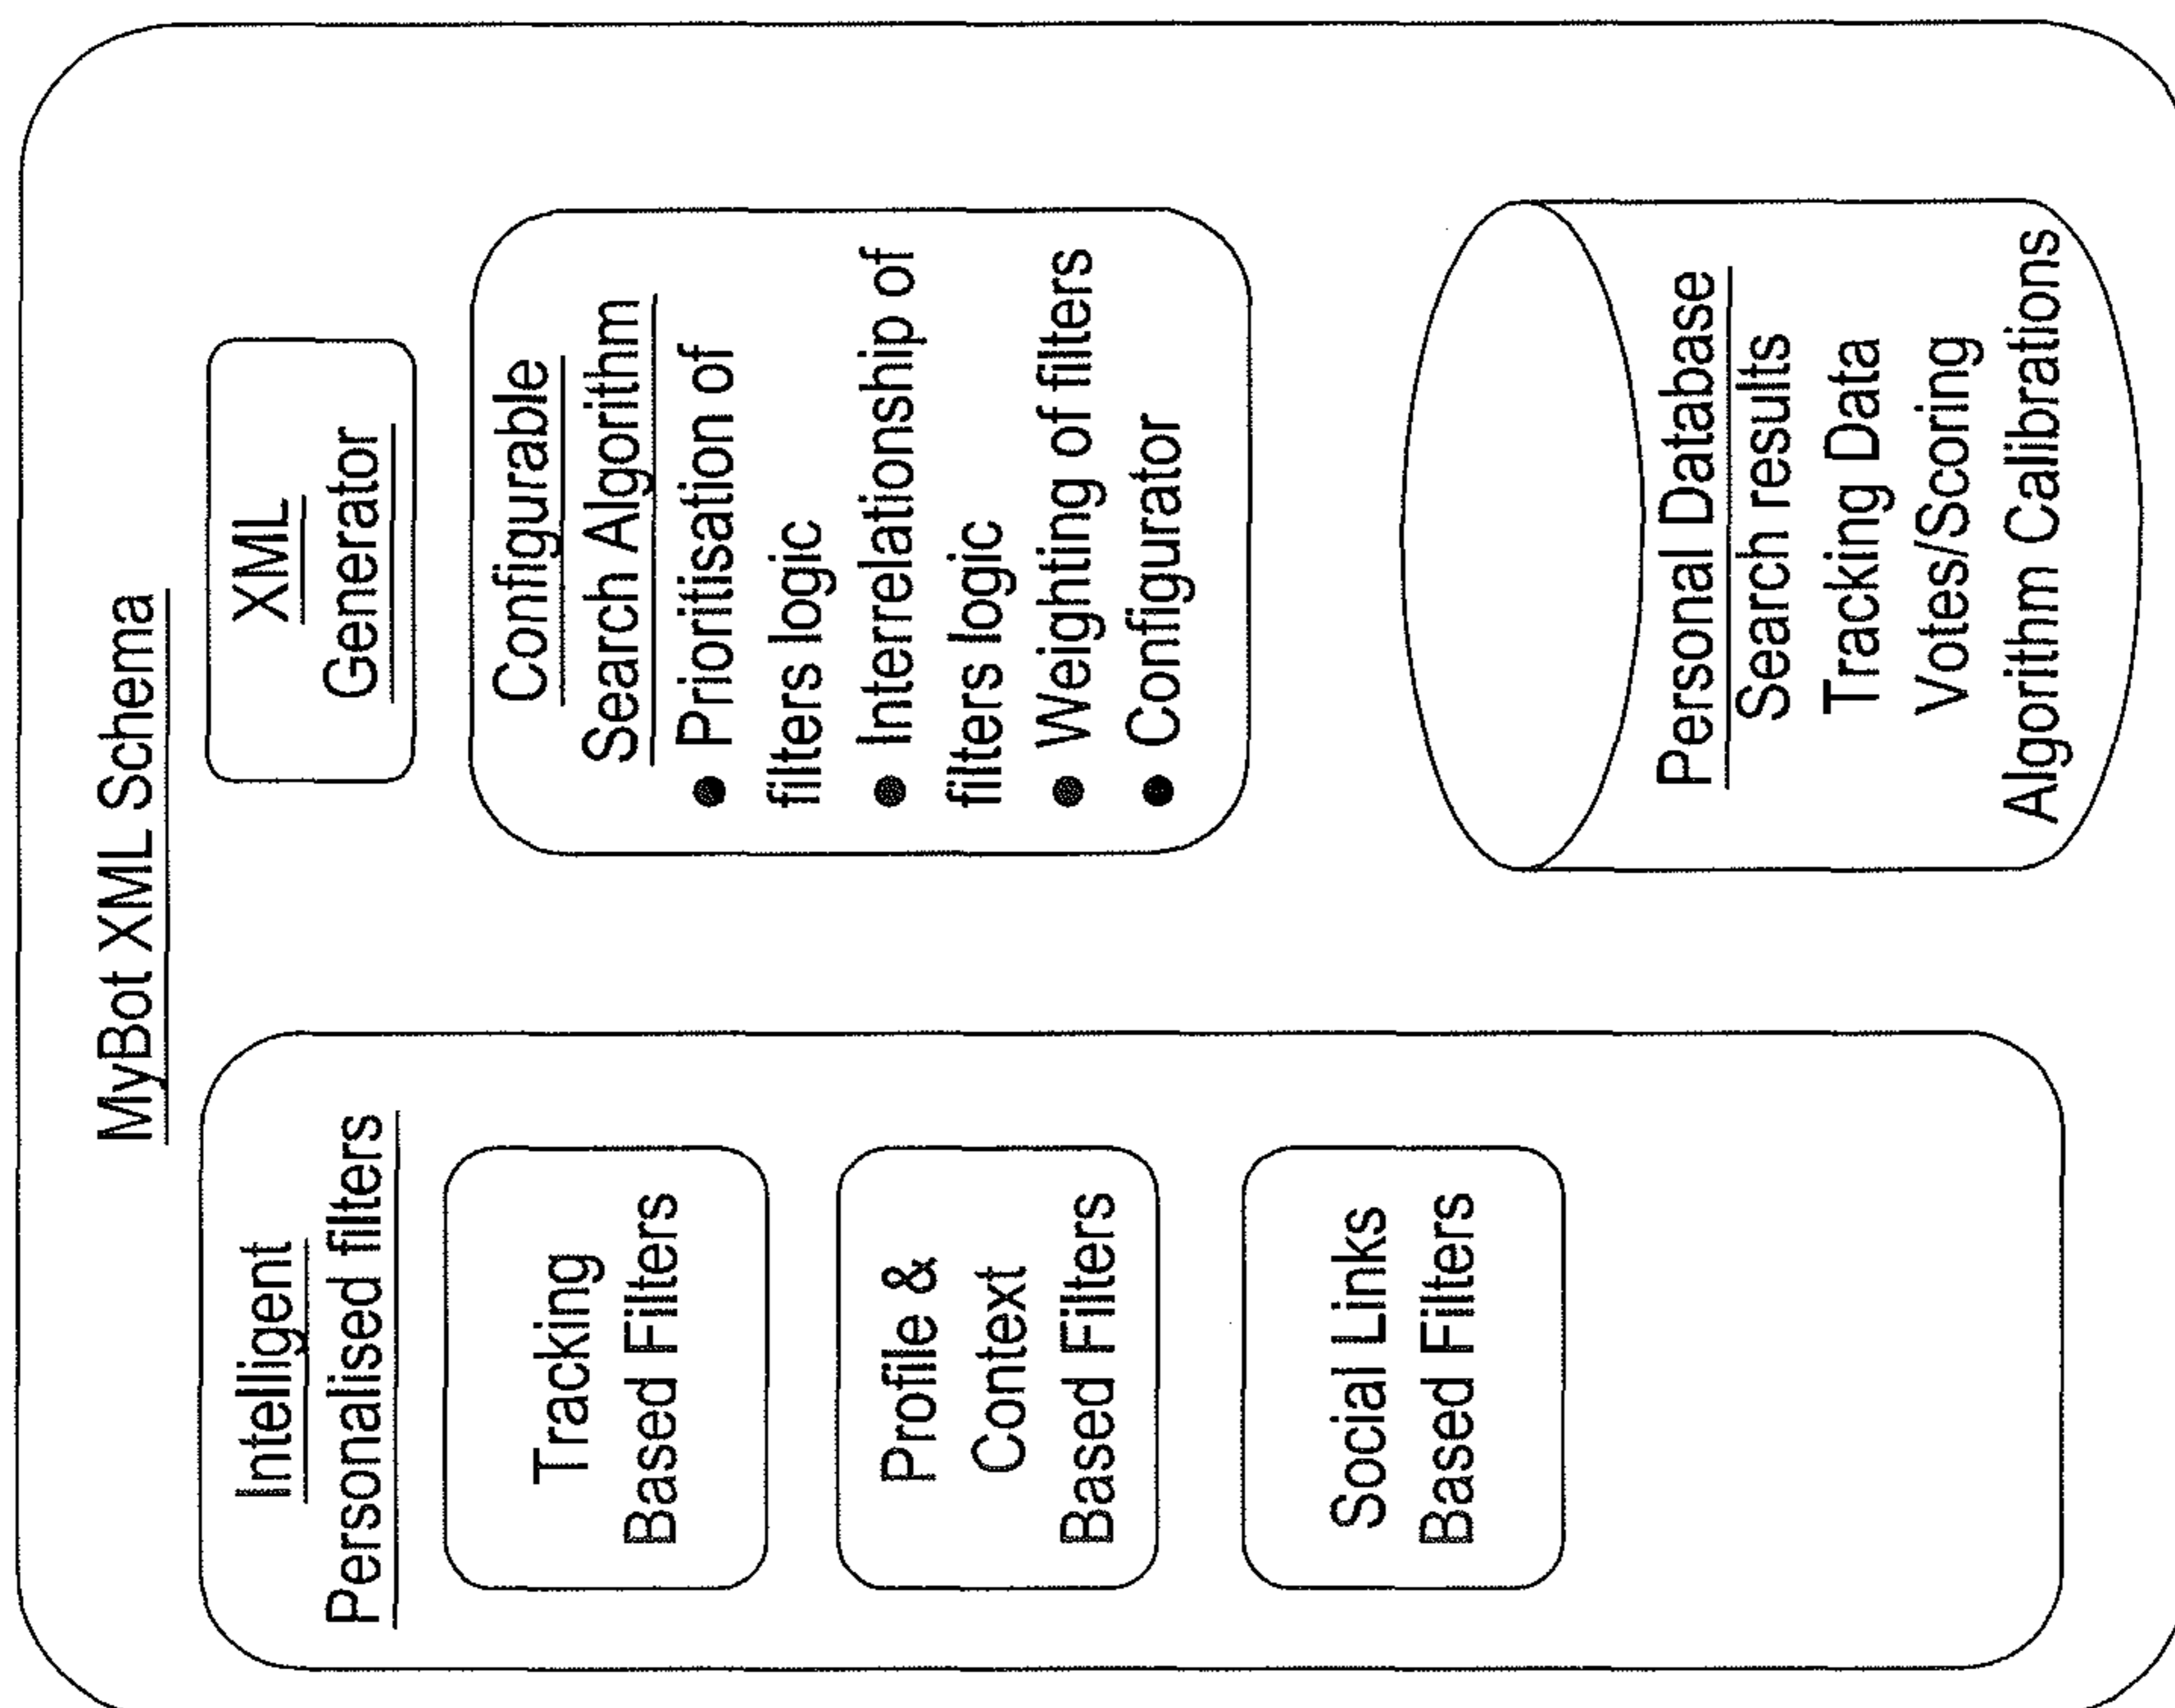 MyBot XML Schema
Intelligent
Personalised filters
Tracking
Based Filters
Profile &
Context
Based Filters
Social Links
Based Filters
XML
Generator
Configurable
Search Algorithm
● Prioritisation of
filters logic
● Interrelationship of
filters logic
● Weighting of filters
● Configurator
Personal Database
Search results
Tracking Data
Votes/Scoring
Algorithm Callibrations